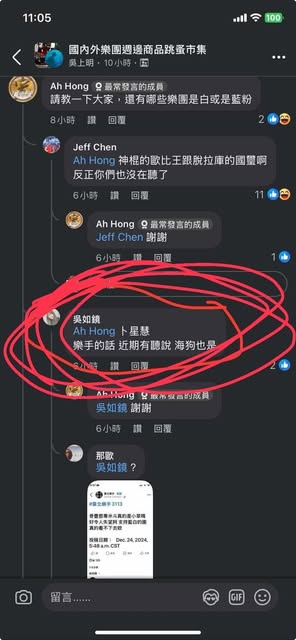 11:05
100
國內外樂團週邊商品跳蚤市集
吳上明·10小時·
Ah Hong 最常發言的成員
請教一下大家，還有哪些樂團是白或是藍粉
8小時 讚 回覆 2
Jeff Chen
Ah Hong 神棍的歐比王跟脫拉庫的國璽啊
反正你們也沒在聽了
6小時 讚 回覆 11
Ah Hong 最常發言的成員
Jeff Chen 謝謝
6小時 讚 回覆 1
吳如鏡
Ah Hong 卜星慧
樂手的話 近期有聽說 海狗也是
6小時 讚 回覆 2
Ah Hong 最常發言的成員
吳如鏡 謝謝
6小時 讚 回覆
那歐
吳如鏡？
3113
Dec 24, 2024,
5:48 a.m. CST
留言……
GIF